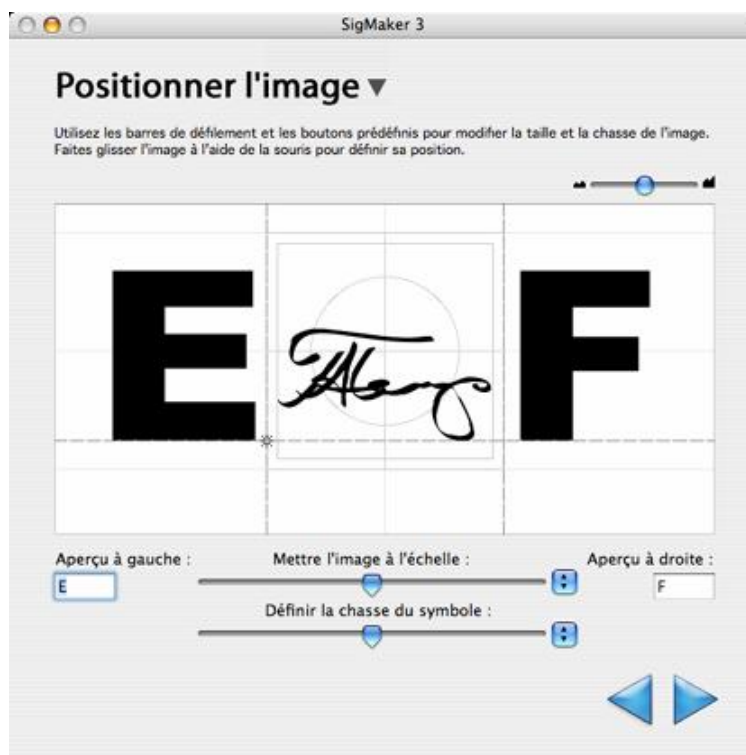 SigMaker 3
Positionner l'image
Utilisez les barres de défilement et les boutons prédéfinis pour modifier la taille et la chasse de l'image.
Faites glisser l'image à l'aide de la souris pour définir sa position.
E F
Aperçu à gauche : Mettre l'image à l'échelle : Aperçu à droite :
E F
Définir la chasse du symbole :